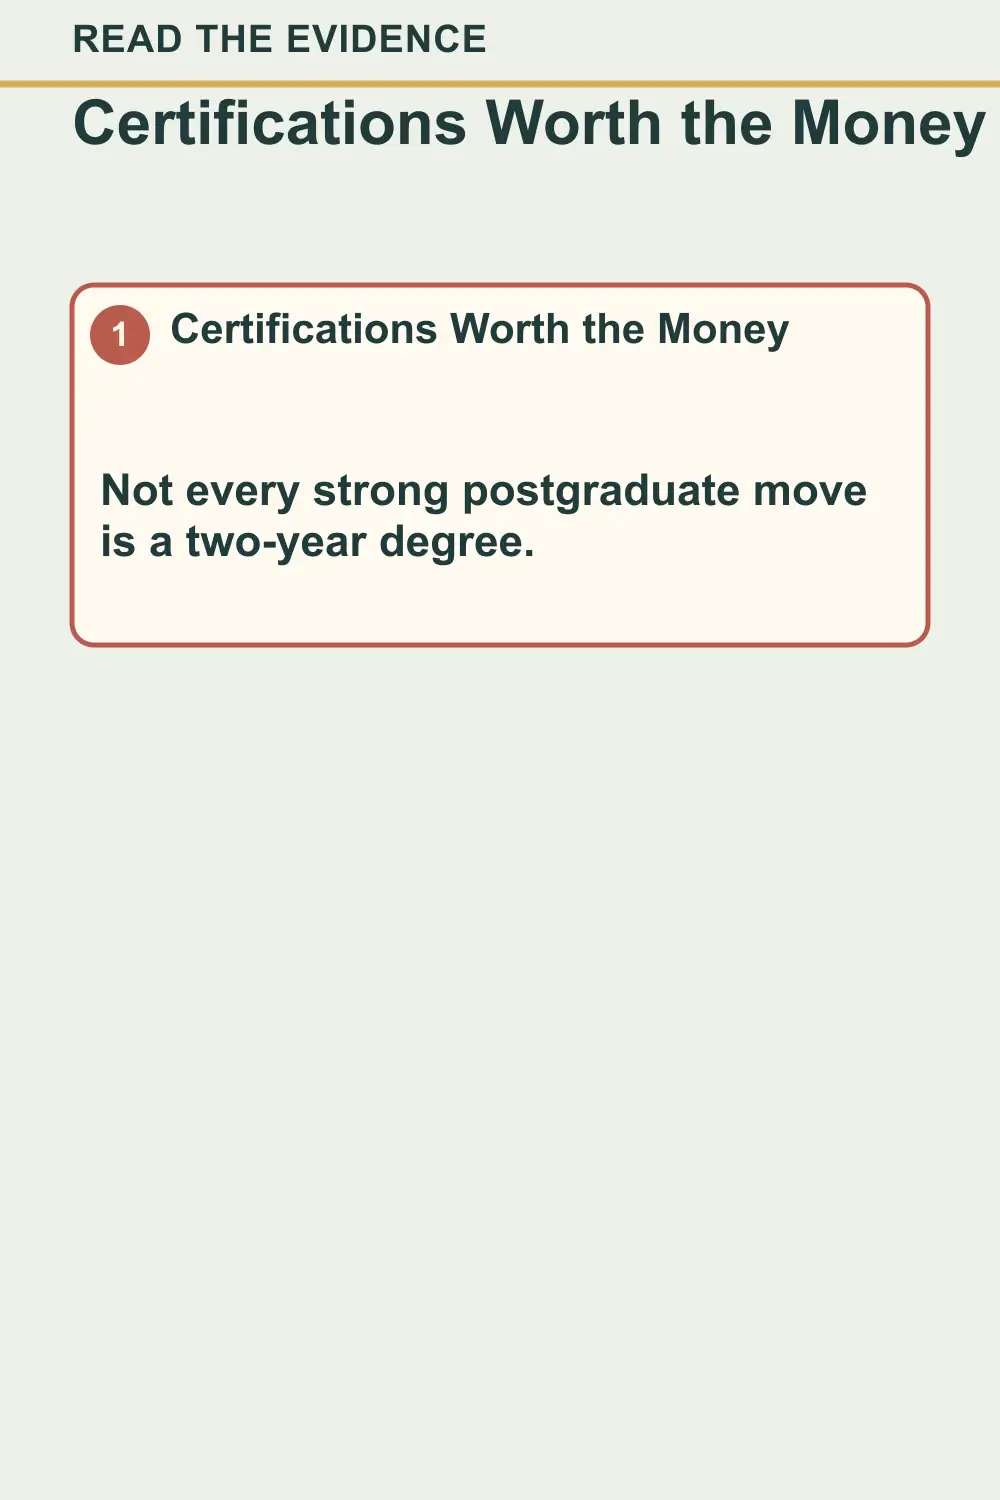 READ THE EVIDENCE
Certifications Worth the Money
1 Certifications Worth the Money
Not every strong postgraduate move
is a two-year degree.